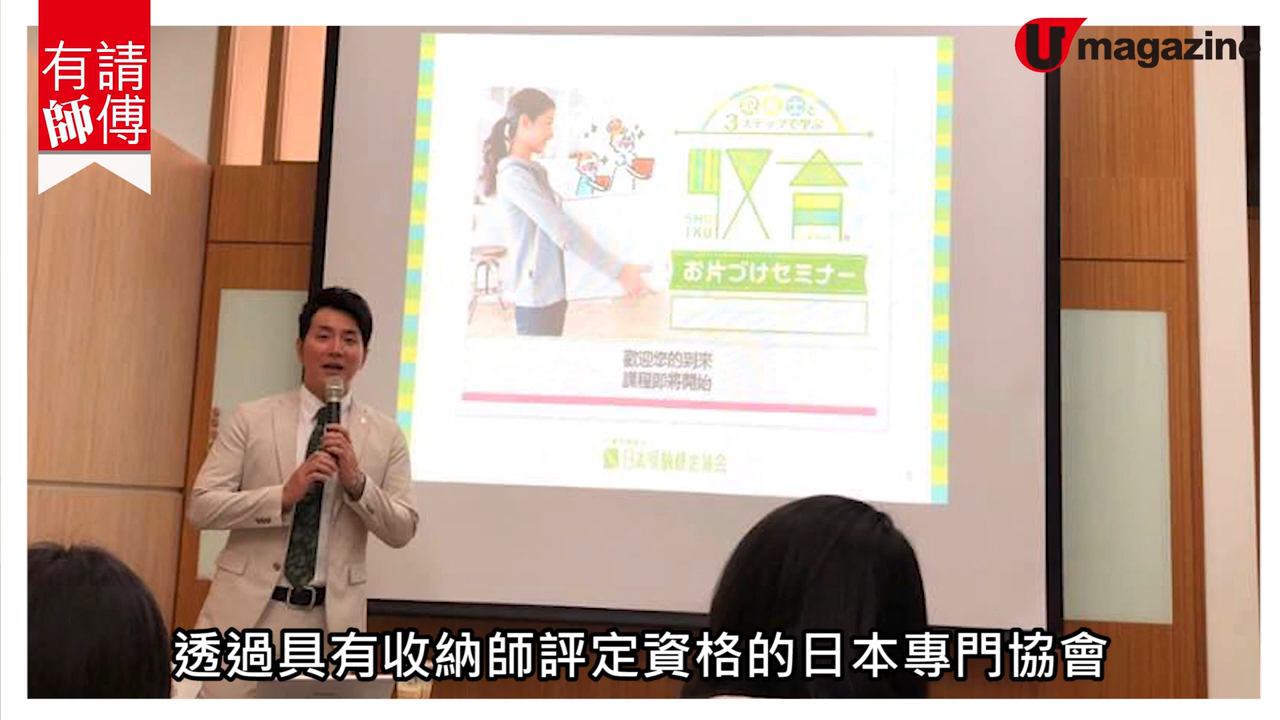 有請
師傅
U magazine
3ステップで学ぶ
収育
SHU
IKU
お片づけセミナー
歡迎您的到來
課程即將開始
透過具有收納師評定資格的日本專門協會